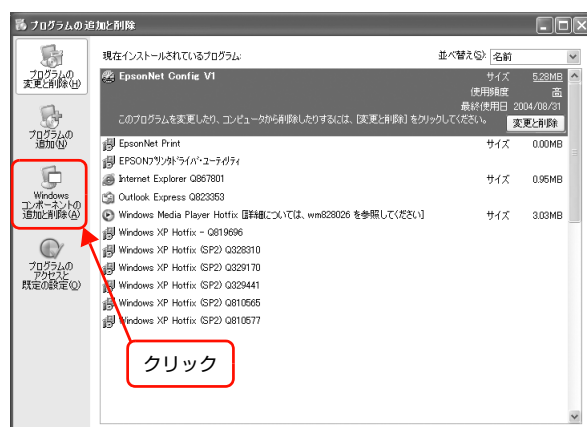 プログラムの追加と削除
プログラムの
変更と削除(H)
プログラムの
追加(N)
Windows
コンポーネントの
追加と削除(A)
プログラムの
アクセスと
既定の設定(O)
現在インストールされているプログラム:
並べ替え(S): 名前
EpsonNet Config V1
サイズ 5.28MB
使用頻度 高
最終使用日 2004/08/31
このプログラムを変更したり、コンピュータから削除したりするには、[変更と削除] をクリックしてください。
変更と削除
EpsonNet Print サイズ 0.00MB
EPSONプリンタドライバ・ユーティリティ
Internet Explorer Q867801 サイズ 0.95MB
Outlook Express Q823353
Windows Media Player Hotfix [詳細については、wm828026 を参照してください] サイズ 3.03MB
Windows XP Hotfix - Q819696
Windows XP Hotfix (SP2) Q328310
Windows XP Hotfix (SP2) Q329170
Windows XP Hotfix (SP2) Q329441
Windows XP Hotfix (SP2) Q810565
Windows XP Hotfix (SP2) Q810577
クリック